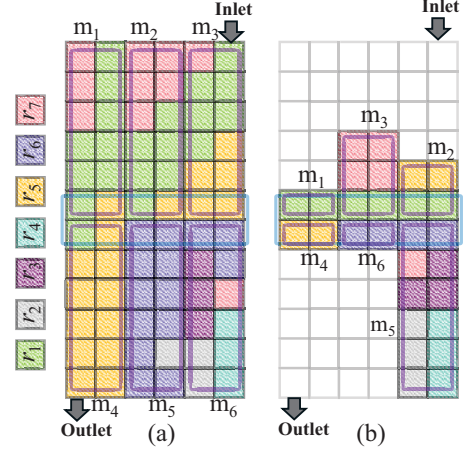 Inlet
Inlet
m1 m2 m3
r7
r6
r5
r4
r3
r2
r1
m4 m5 m6
Outlet
(a)
m3
m2
m1
m4 m6
m5
Outlet
(b)